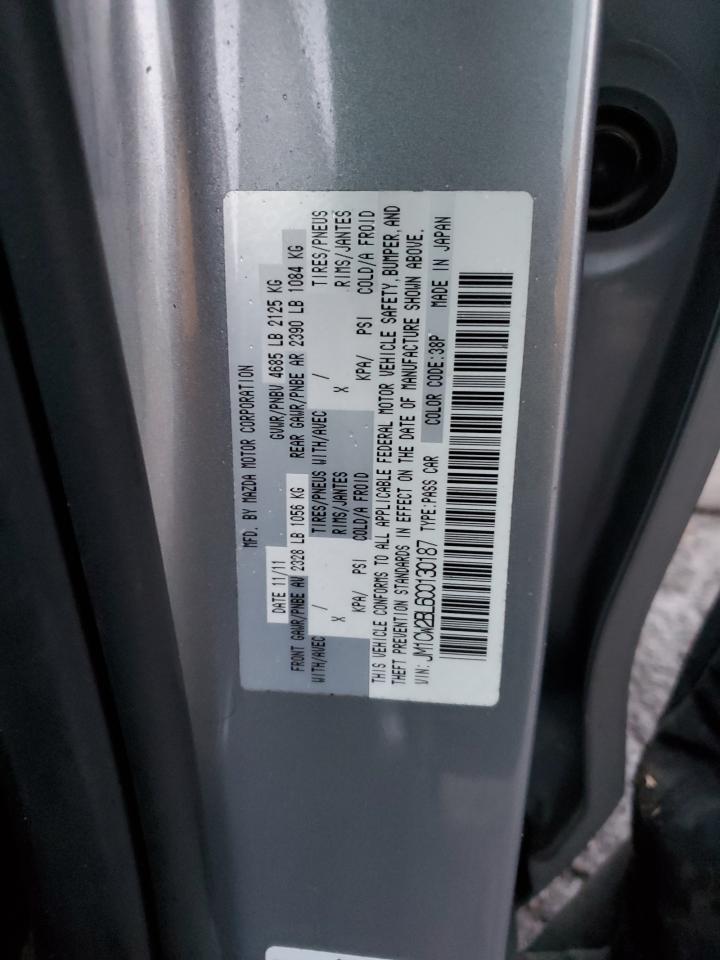 MFD. BY MAZDA MOTOR CORPORATION
DATE 11/11 GVWR/PNBV 4685 LB 2125 KG
FRONT GAWR/PNBE AV 2328 LB 1056 KG REAR GAWR/PNBE AR 2390 LB 1084 KG
WITH/AVEC / TIRES/PNEUS WITH/AVEC / TIRES/PNEUS
X RIMS/JANTES X RIMS/JANTES
KPA/ PSI COLD/A FROID KPA/ PSI COLD/A FROID
THIS VEHICLE CONFORMS TO ALL APPLICABLE FEDERAL MOTOR VEHICLE SAFETY, BUMPER, AND
THEFT PREVENTION STANDARDS IN EFFECT ON THE DATE OF MANUFACTURE SHOWN ABOVE.
VIN: JM1CW2BL6C0130187 TYPE:PASS CAR COLOR CODE:38P MADE IN JAPAN